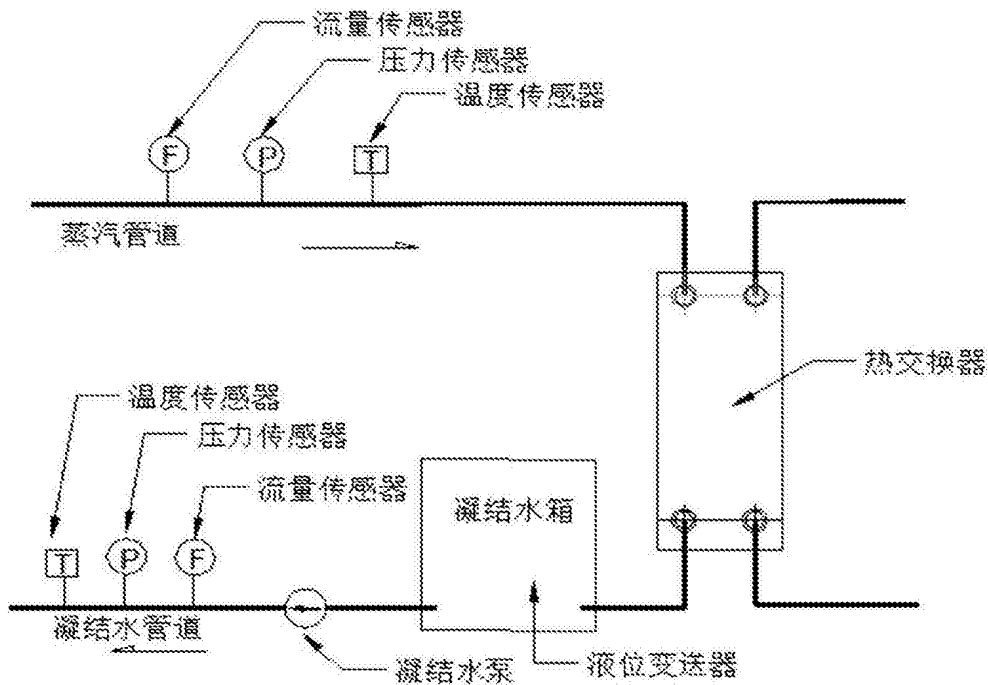 流量传感器
压力传感器
温度传感器
F
P
T
蒸汽管道
热交换器
温度传感器
压力传感器
流量传感器
凝结水箱
T
P
F
凝结水管道
凝结水泵
液位变送器